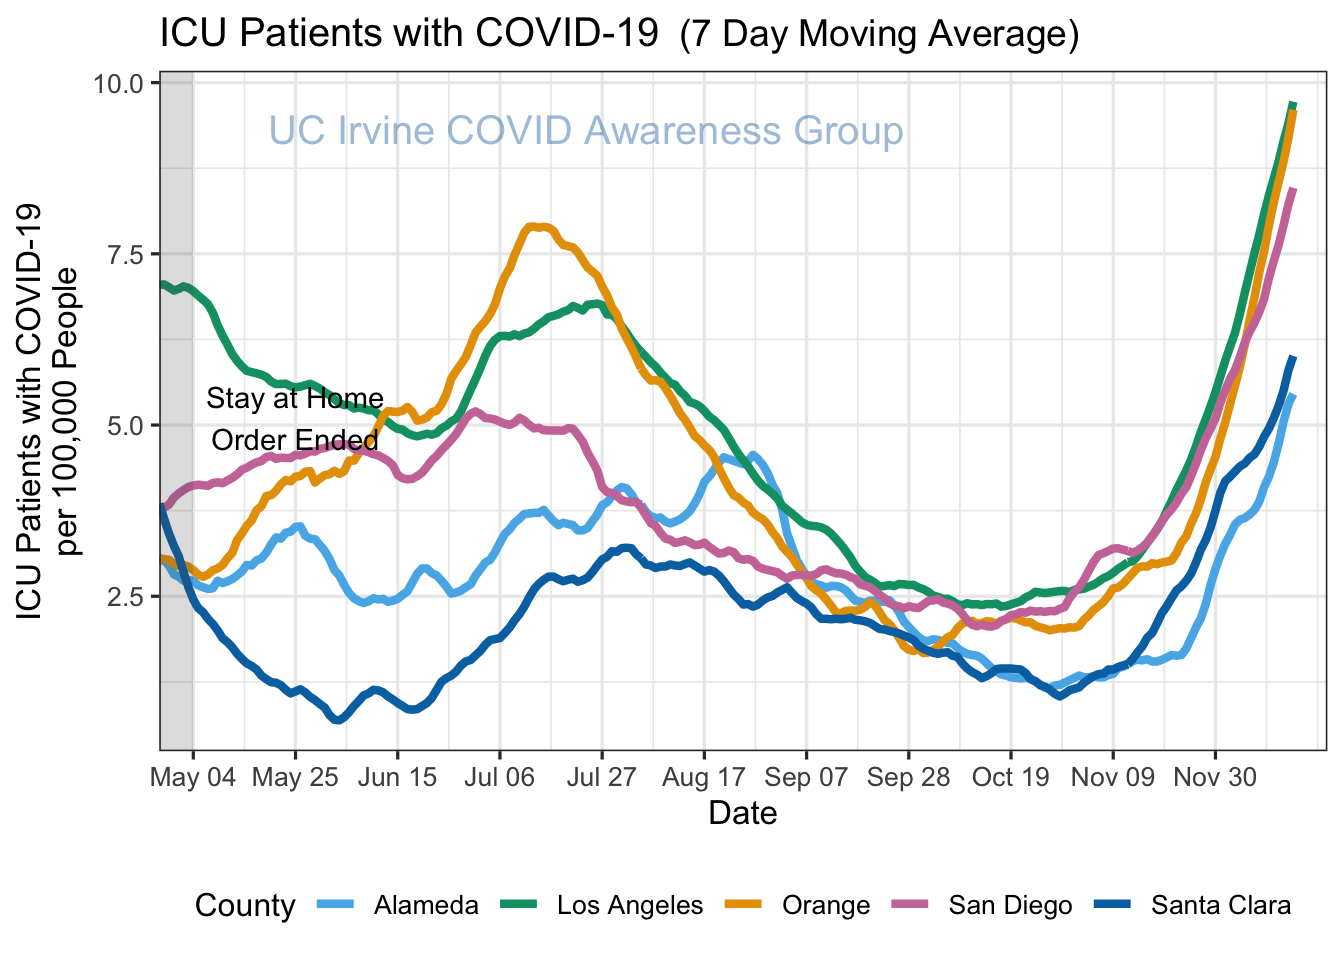 ICU Patients with COVID-19 (7 Day Moving Average)
UC Irvine COVID Awareness Group
ICU Patients with COVID-19
per 100,000 People
10.0
7.5
5.0
2.5
Stay at Home
Order Ended
May 04 May 25 Jun 15 Jul 06 Jul 27 Aug 17 Sep 07 Sep 28 Oct 19 Nov 09 Nov 30
Date
County Alameda Los Angeles Orange San Diego Santa Clara